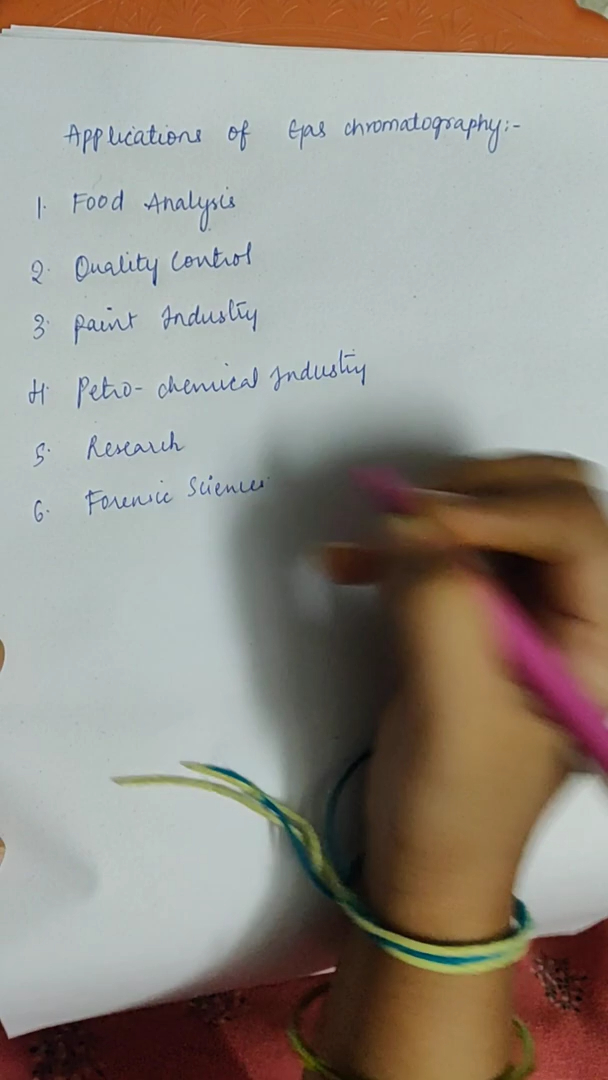 Applications of Gas chromatography:-
1. Food Analysis
2. Quality Control
3. paint Industry
4. Petro-chemical Industry
5. Research
6. Forensic Sciences